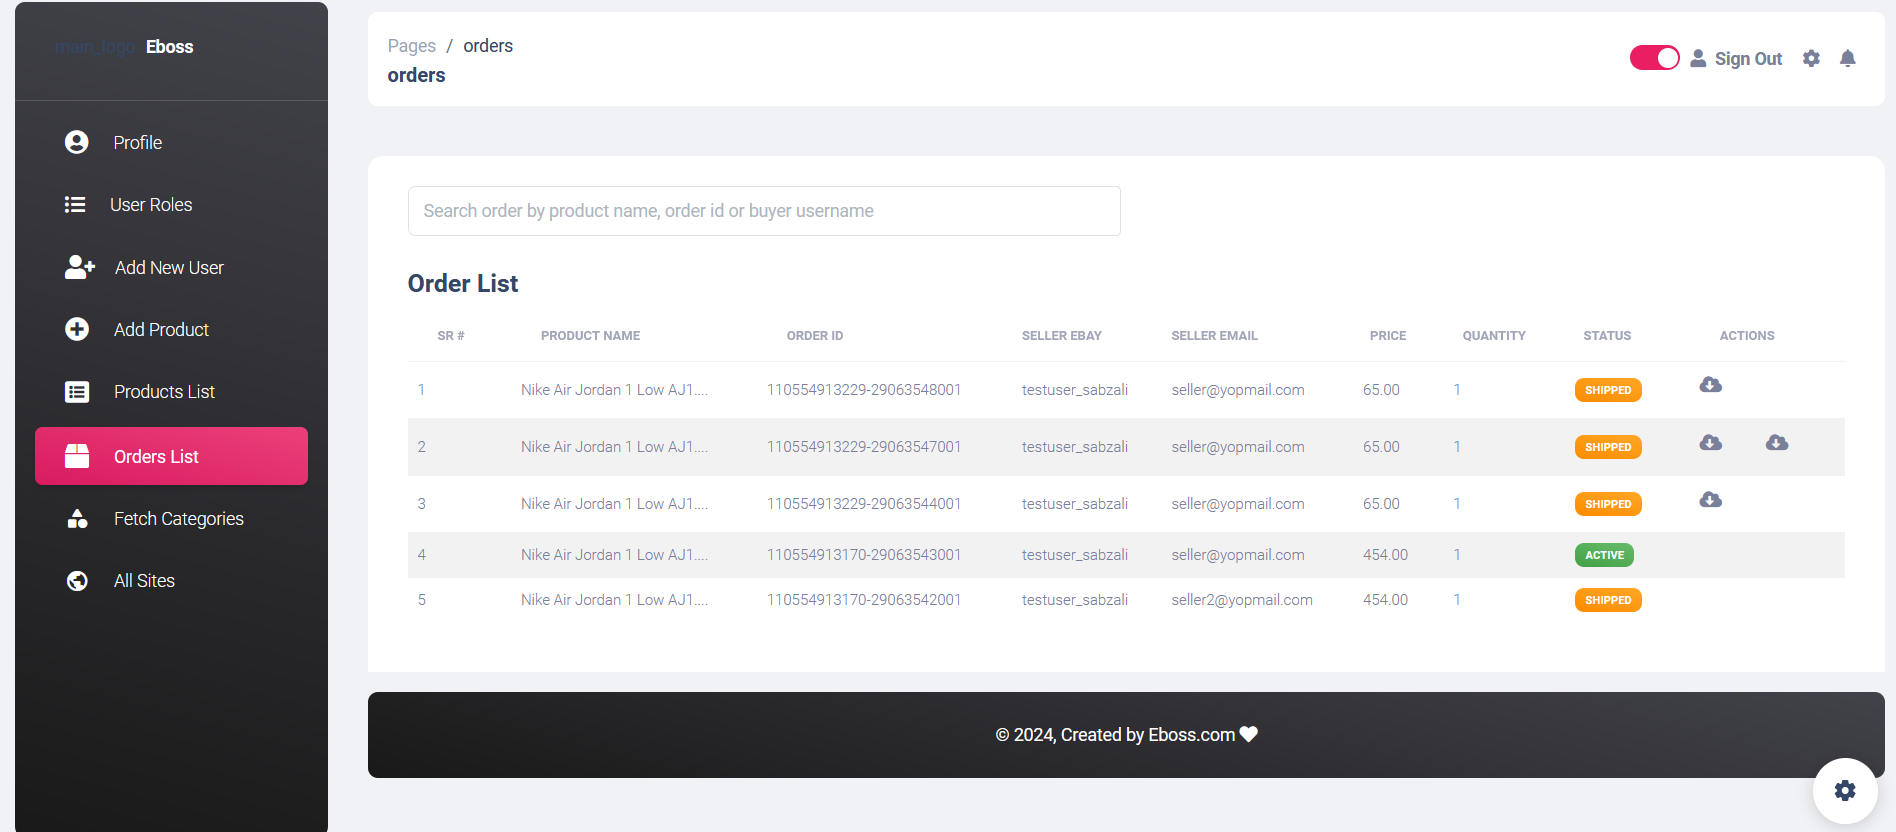 main_logo Eboss
Profile
User Roles
Add New User
Add Product
Products List
Orders List
Fetch Categories
All Sites
Pages / orders
orders
Sign Out
Search order by product name, order id or buyer username
Order List
SR # PRODUCT NAME ORDER ID SELLER EBAY SELLER EMAIL PRICE QUANTITY STATUS ACTIONS
1 Nike Air Jordan 1 Low AJ1.... 110554913229-29063548001 testuser_sabzali seller@yopmail.com 65.00 1 SHIPPED
2 Nike Air Jordan 1 Low AJ1.... 110554913229-29063547001 testuser_sabzali seller@yopmail.com 65.00 1 SHIPPED
3 Nike Air Jordan 1 Low AJ1.... 110554913229-29063544001 testuser_sabzali seller@yopmail.com 65.00 1 SHIPPED
4 Nike Air Jordan 1 Low AJ1.... 110554913170-29063543001 testuser_sabzali seller@yopmail.com 454.00 1 ACTIVE
5 Nike Air Jordan 1 Low AJ1.... 110554913170-29063542001 testuser_sabzali seller2@yopmail.com 454.00 1 SHIPPED
© 2024, Created by Eboss.com